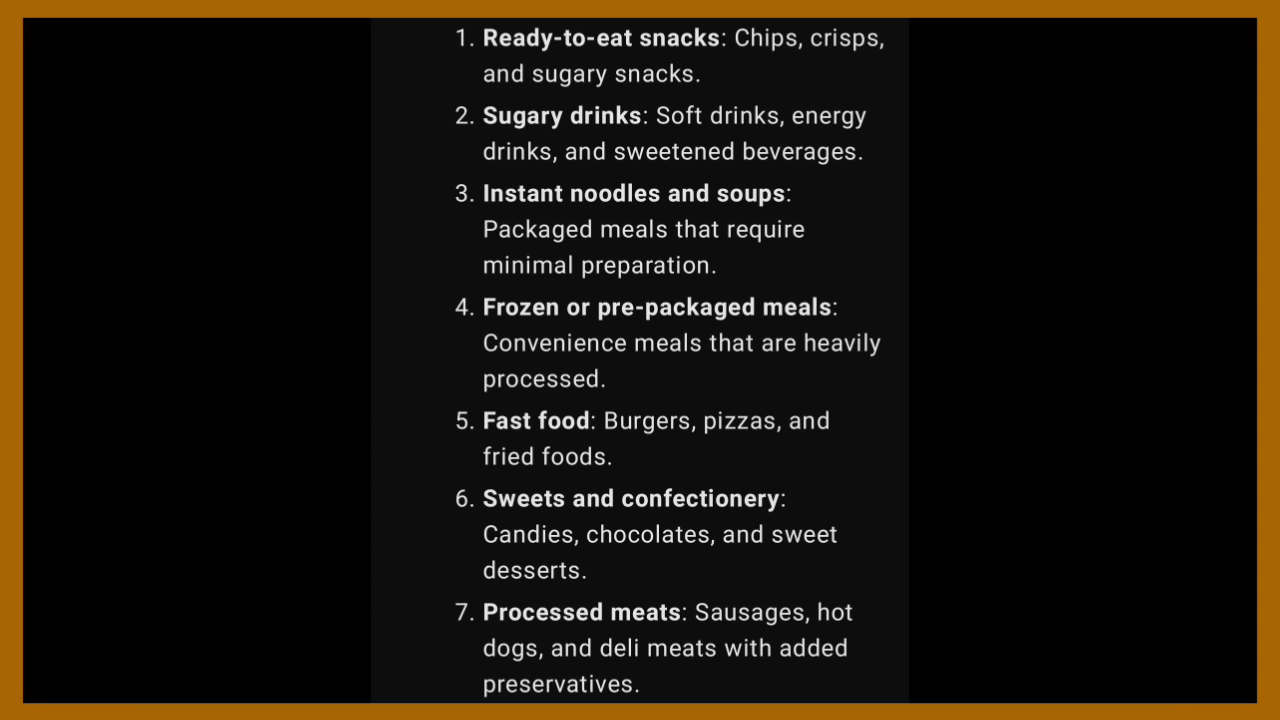 1. Ready-to-eat snacks: Chips, crisps,
and sugary snacks.
2. Sugary drinks: Soft drinks, energy
drinks, and sweetened beverages.
3. Instant noodles and soups:
Packaged meals that require
minimal preparation.
4. Frozen or pre-packaged meals:
Convenience meals that are heavily
processed.
5. Fast food: Burgers, pizzas, and
fried foods.
6. Sweets and confectionery:
Candies, chocolates, and sweet
desserts.
7. Processed meats: Sausages, hot
dogs, and deli meats with added
preservatives.